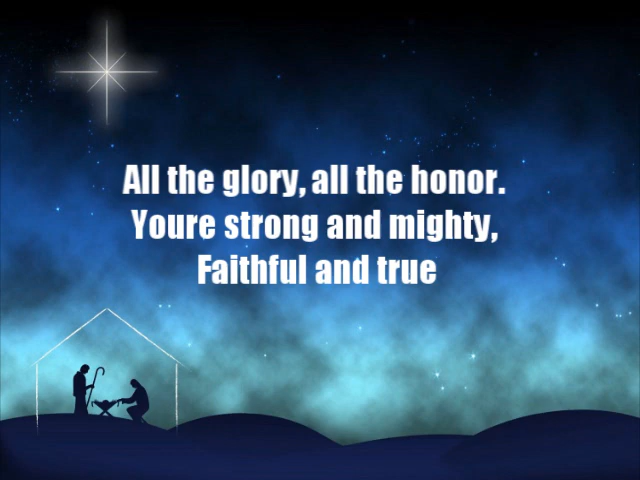 All the glory, all the honor.
Youre strong and mighty,
Faithful and true